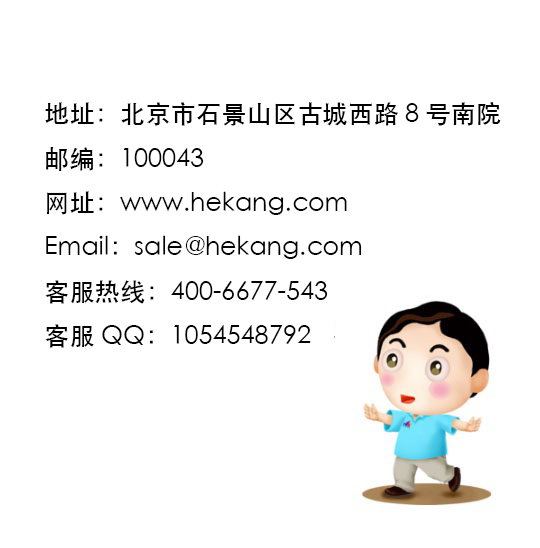 地址：北京市石景山区古城西路 8 号南院
邮编：100043
网址：www.hekang.com
Email：sale@hekang.com
客服热线：400-6677-543
客服 QQ：1054548792